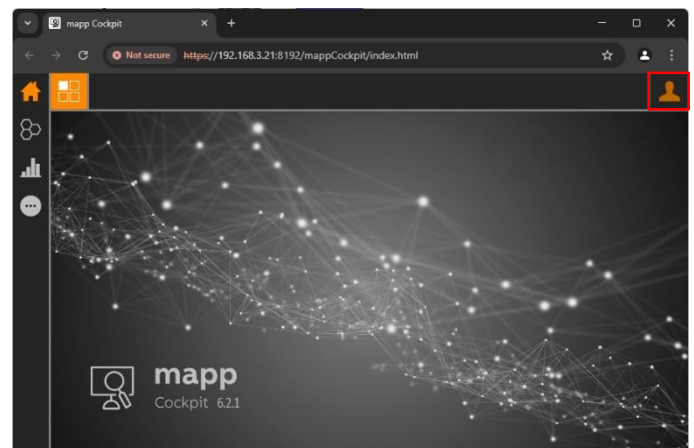 mapp Cockpit
Not secure https://192.168.3.21:8192/mappCockpit/index.html
mapp
Cockpit 6.2.1